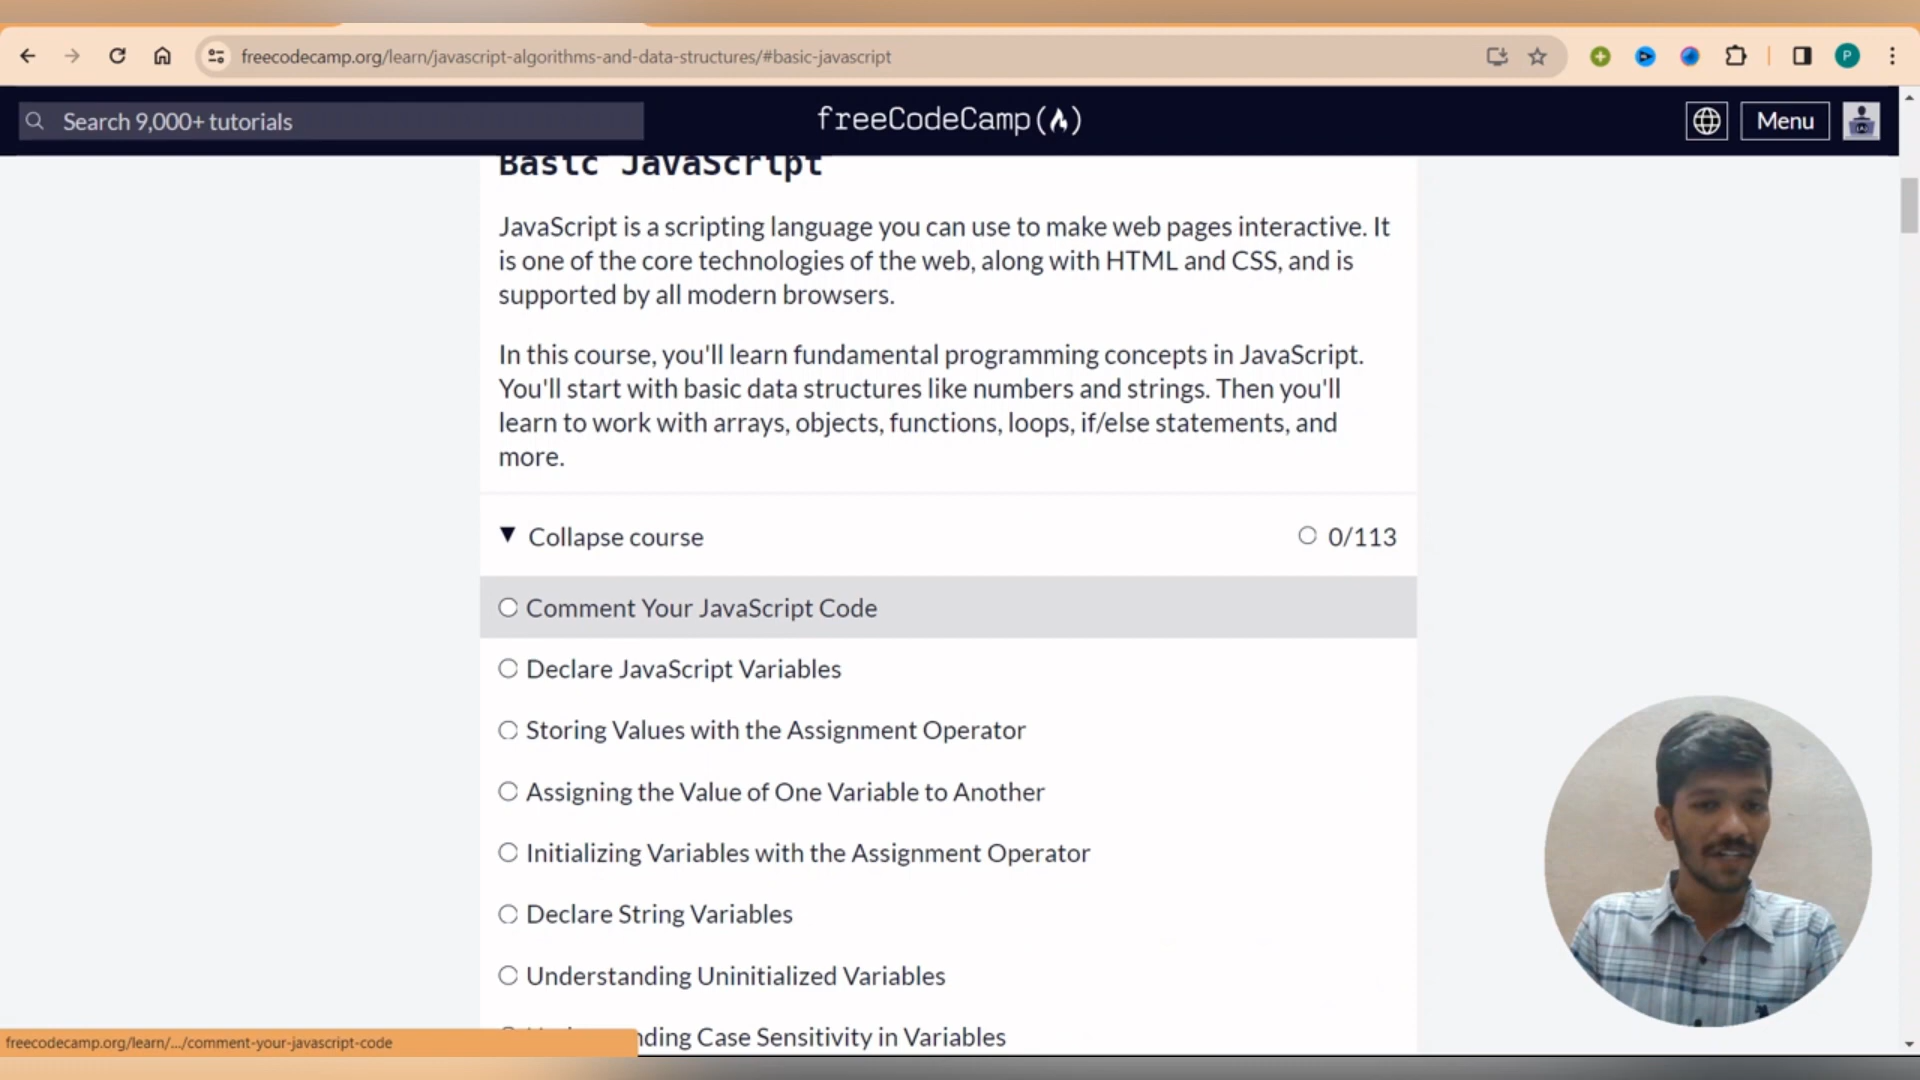 freecodecamp.org/learn/javascript-algorithms-and-data-structures/#basic-javascript
P
Search 9,000+ tutorials
freeCodeCamp
Menu
Basic JavaScript
JavaScript is a scripting language you can use to make web pages interactive. It
is one of the core technologies of the web, along with HTML and CSS, and is
supported by all modern browsers.
In this course, you'll learn fundamental programming concepts in JavaScript.
You'll start with basic data structures like numbers and strings. Then you'll
learn to work with arrays, objects, functions, loops, if/else statements, and
more.
Collapse course
0/113
Comment Your JavaScript Code
Declare JavaScript Variables
Storing Values with the Assignment Operator
Assigning the Value of One Variable to Another
Initializing Variables with the Assignment Operator
Declare String Variables
Understanding Uninitialized Variables
nding Case Sensitivity in Variables
freecodecamp.org/learn/.../comment-your-javascript-code